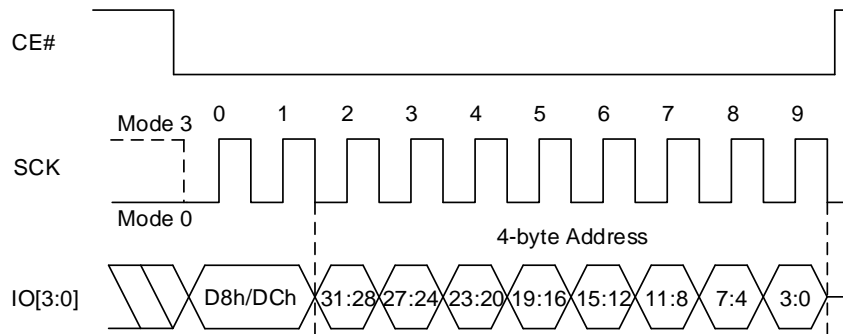 CE#
0 1 2 3 4 5 6 7 8 9
Mode 3
SCK
Mode 0
4-byte Address
IO[3:0] D8h/DCh 31:28 27:24 23:20 19:16 15:12 11:8 7:4 3:0